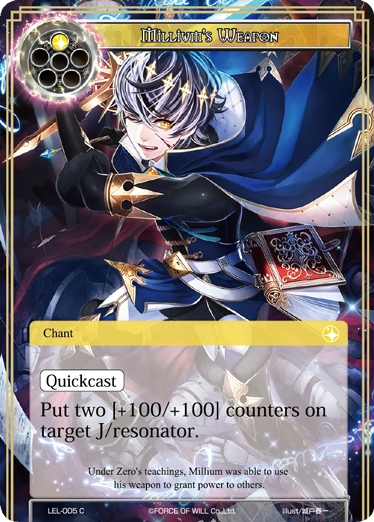 Millium's Weapon
Chant
Quickcast
Put two [+100/+100] counters on
target J/resonator.
Under Zero's teachings, Millium was able to use
his weapon to grant power to others.
LEL-005 C
©FORCE OF WILL Co.,Ltd.